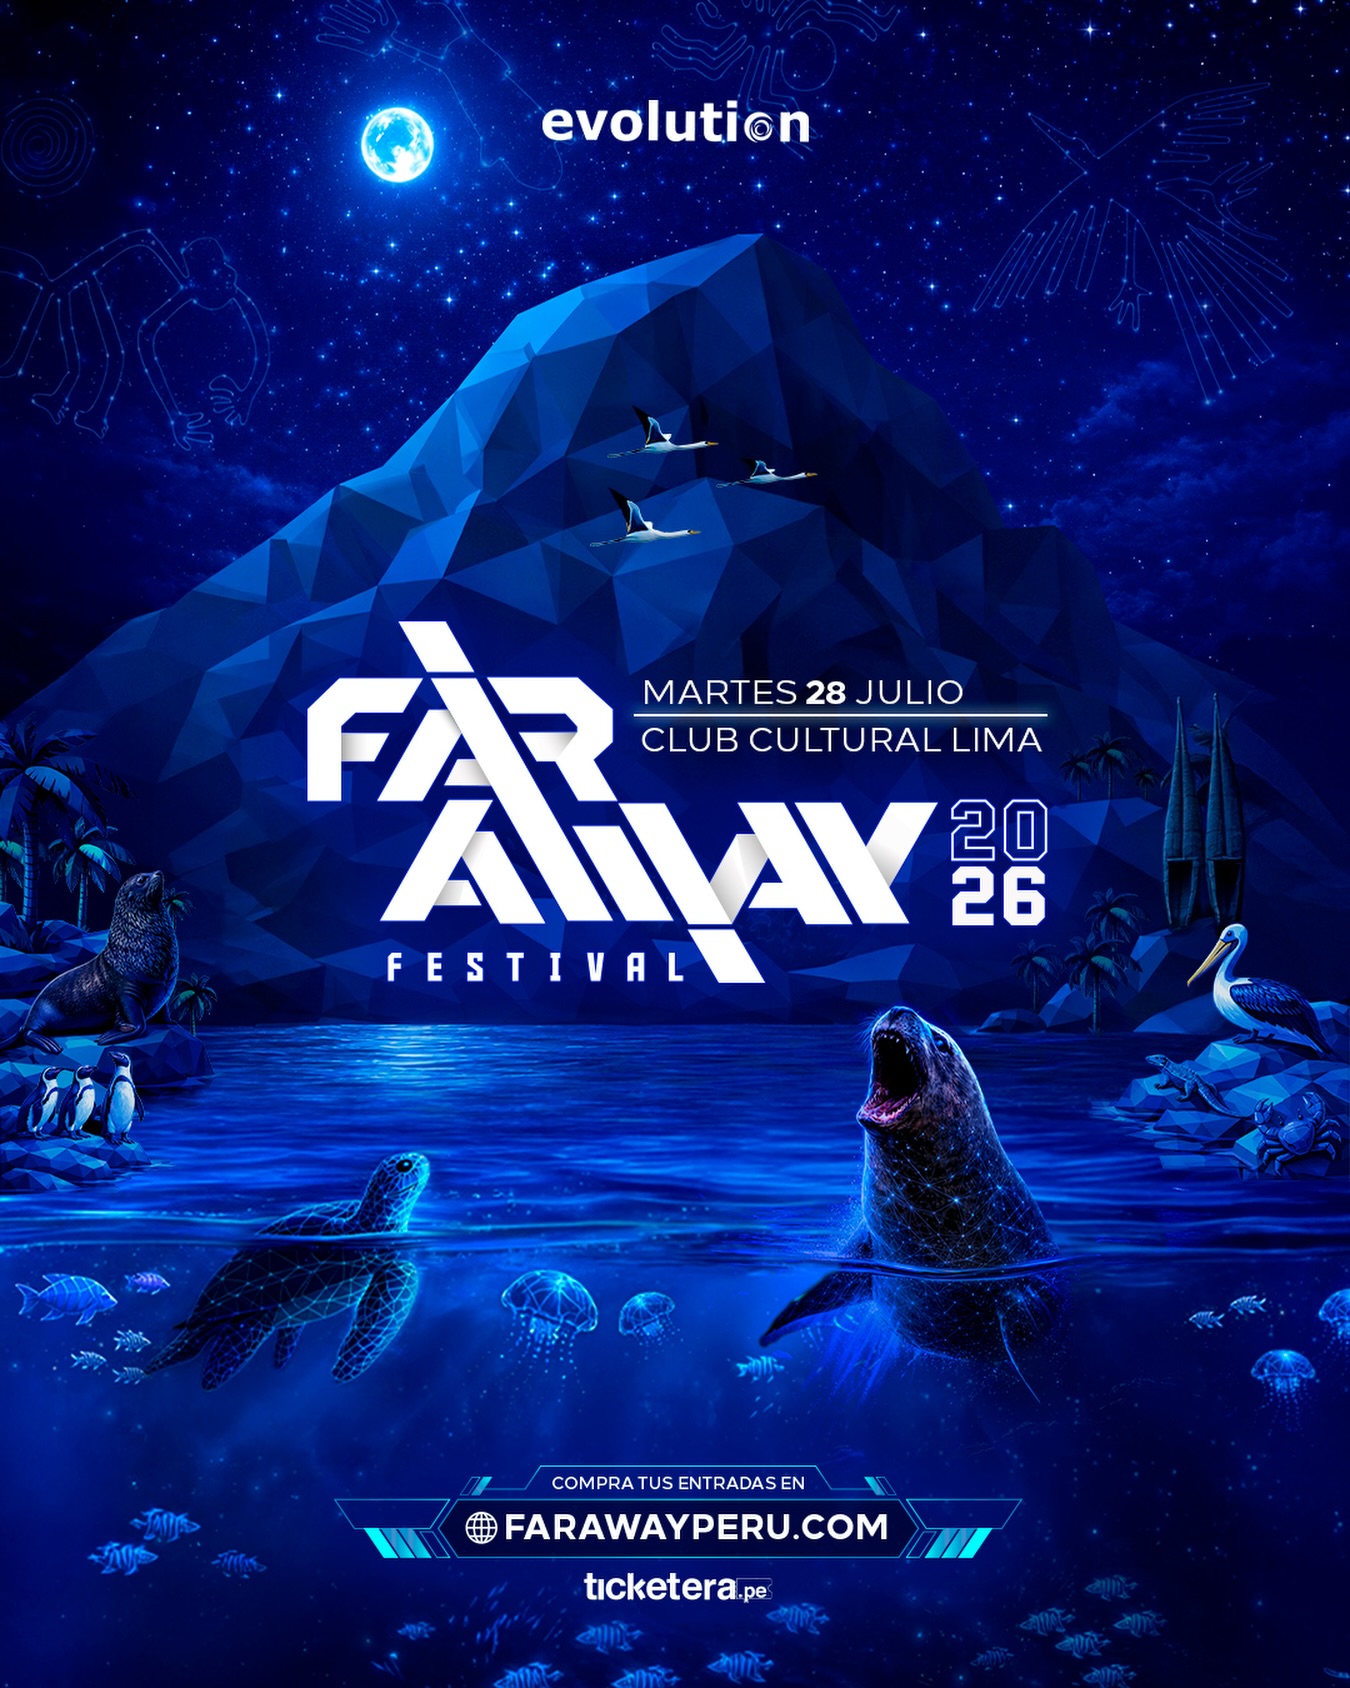 evolution
FAR
MARTES 28 JULIO
CLUB CULTURAL LIMA
AWAY
20
26
FESTIVAL
COMPRA TUS ENTRADAS EN
FARAWAYPERU.COM
ticketera.pe